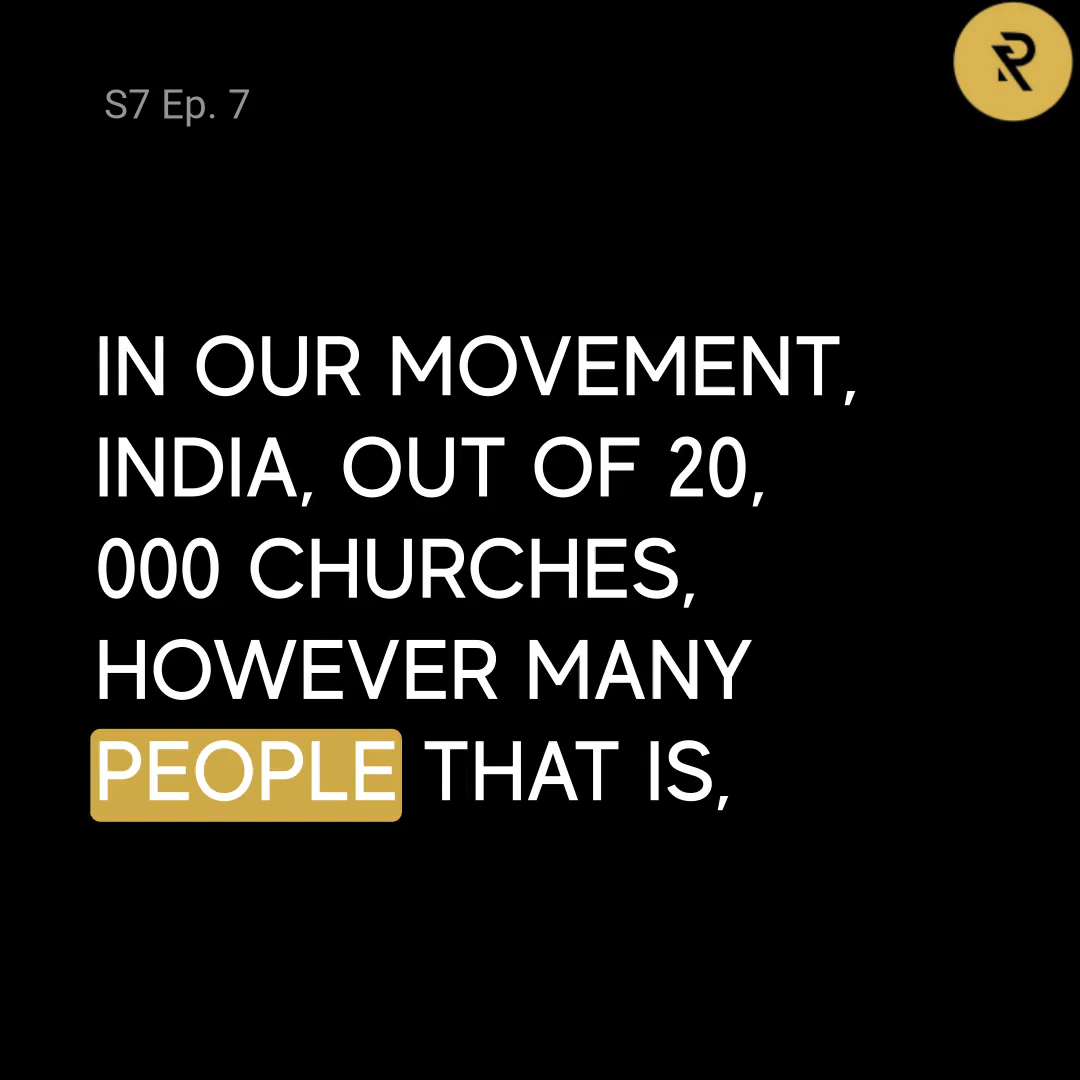 S7 Ep. 7
IN OUR MOVEMENT,
INDIA, OUT OF 20,
000 CHURCHES,
HOWEVER MANY
PEOPLE THAT IS,